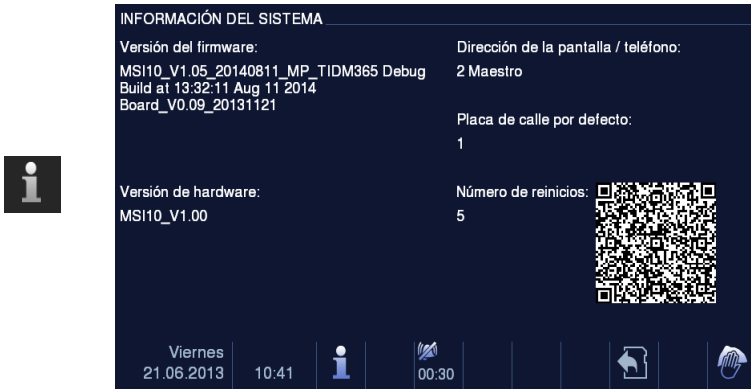 INFORMACIÓN DEL SISTEMA
Versión del firmware:
MSI10_V1.05_20140811_MP_TIDM365 Debug
Build at 13:32:11 Aug 11 2014
Board_V0.09_20131121
Dirección de la pantalla / teléfono:
2 Maestro
Placa de calle por defecto:
1
Versión de hardware:
MSI10_V1.00
Número de reinicios:
5
Viernes
21.06.2013
10:41
00:30